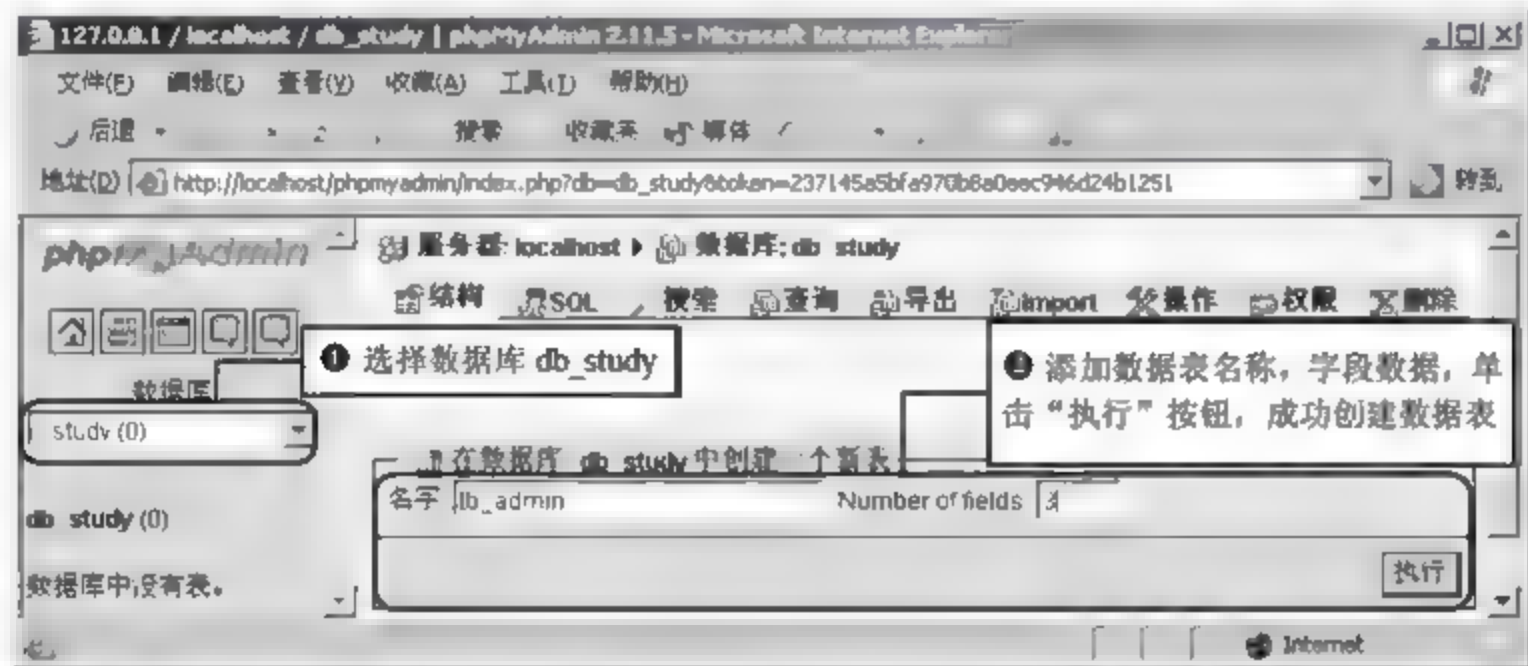 127.0.0.1 / localhost / db_study | phpMyAdmin 2.11.5 - Microsoft Internet Explorer
文件(F) 编辑(E) 查看(V) 收藏(A) 工具(T) 帮助(H)
后退 搜索 收藏夹 媒体
地址(D) http://localhost/phpmyadmin/index.php?db=db_study&token=237145a5bfa970b8a0aec946d24b1251 转到
phpMyAdmin
服务器: localhost 数据库: db_study
结构 SQL 搜索 查询 导出 Import 操作 权限 删除
❶ 选择数据库 db_study
❷ 添加数据表名称，字段数据，单
击“执行”按钮，成功创建数据表
数据库
study (0)
在数据库 db_study 中创建一个新表
名字 tb_admin Number of fields 3
db_study (0)
执行
数据库中没有表。
Internet